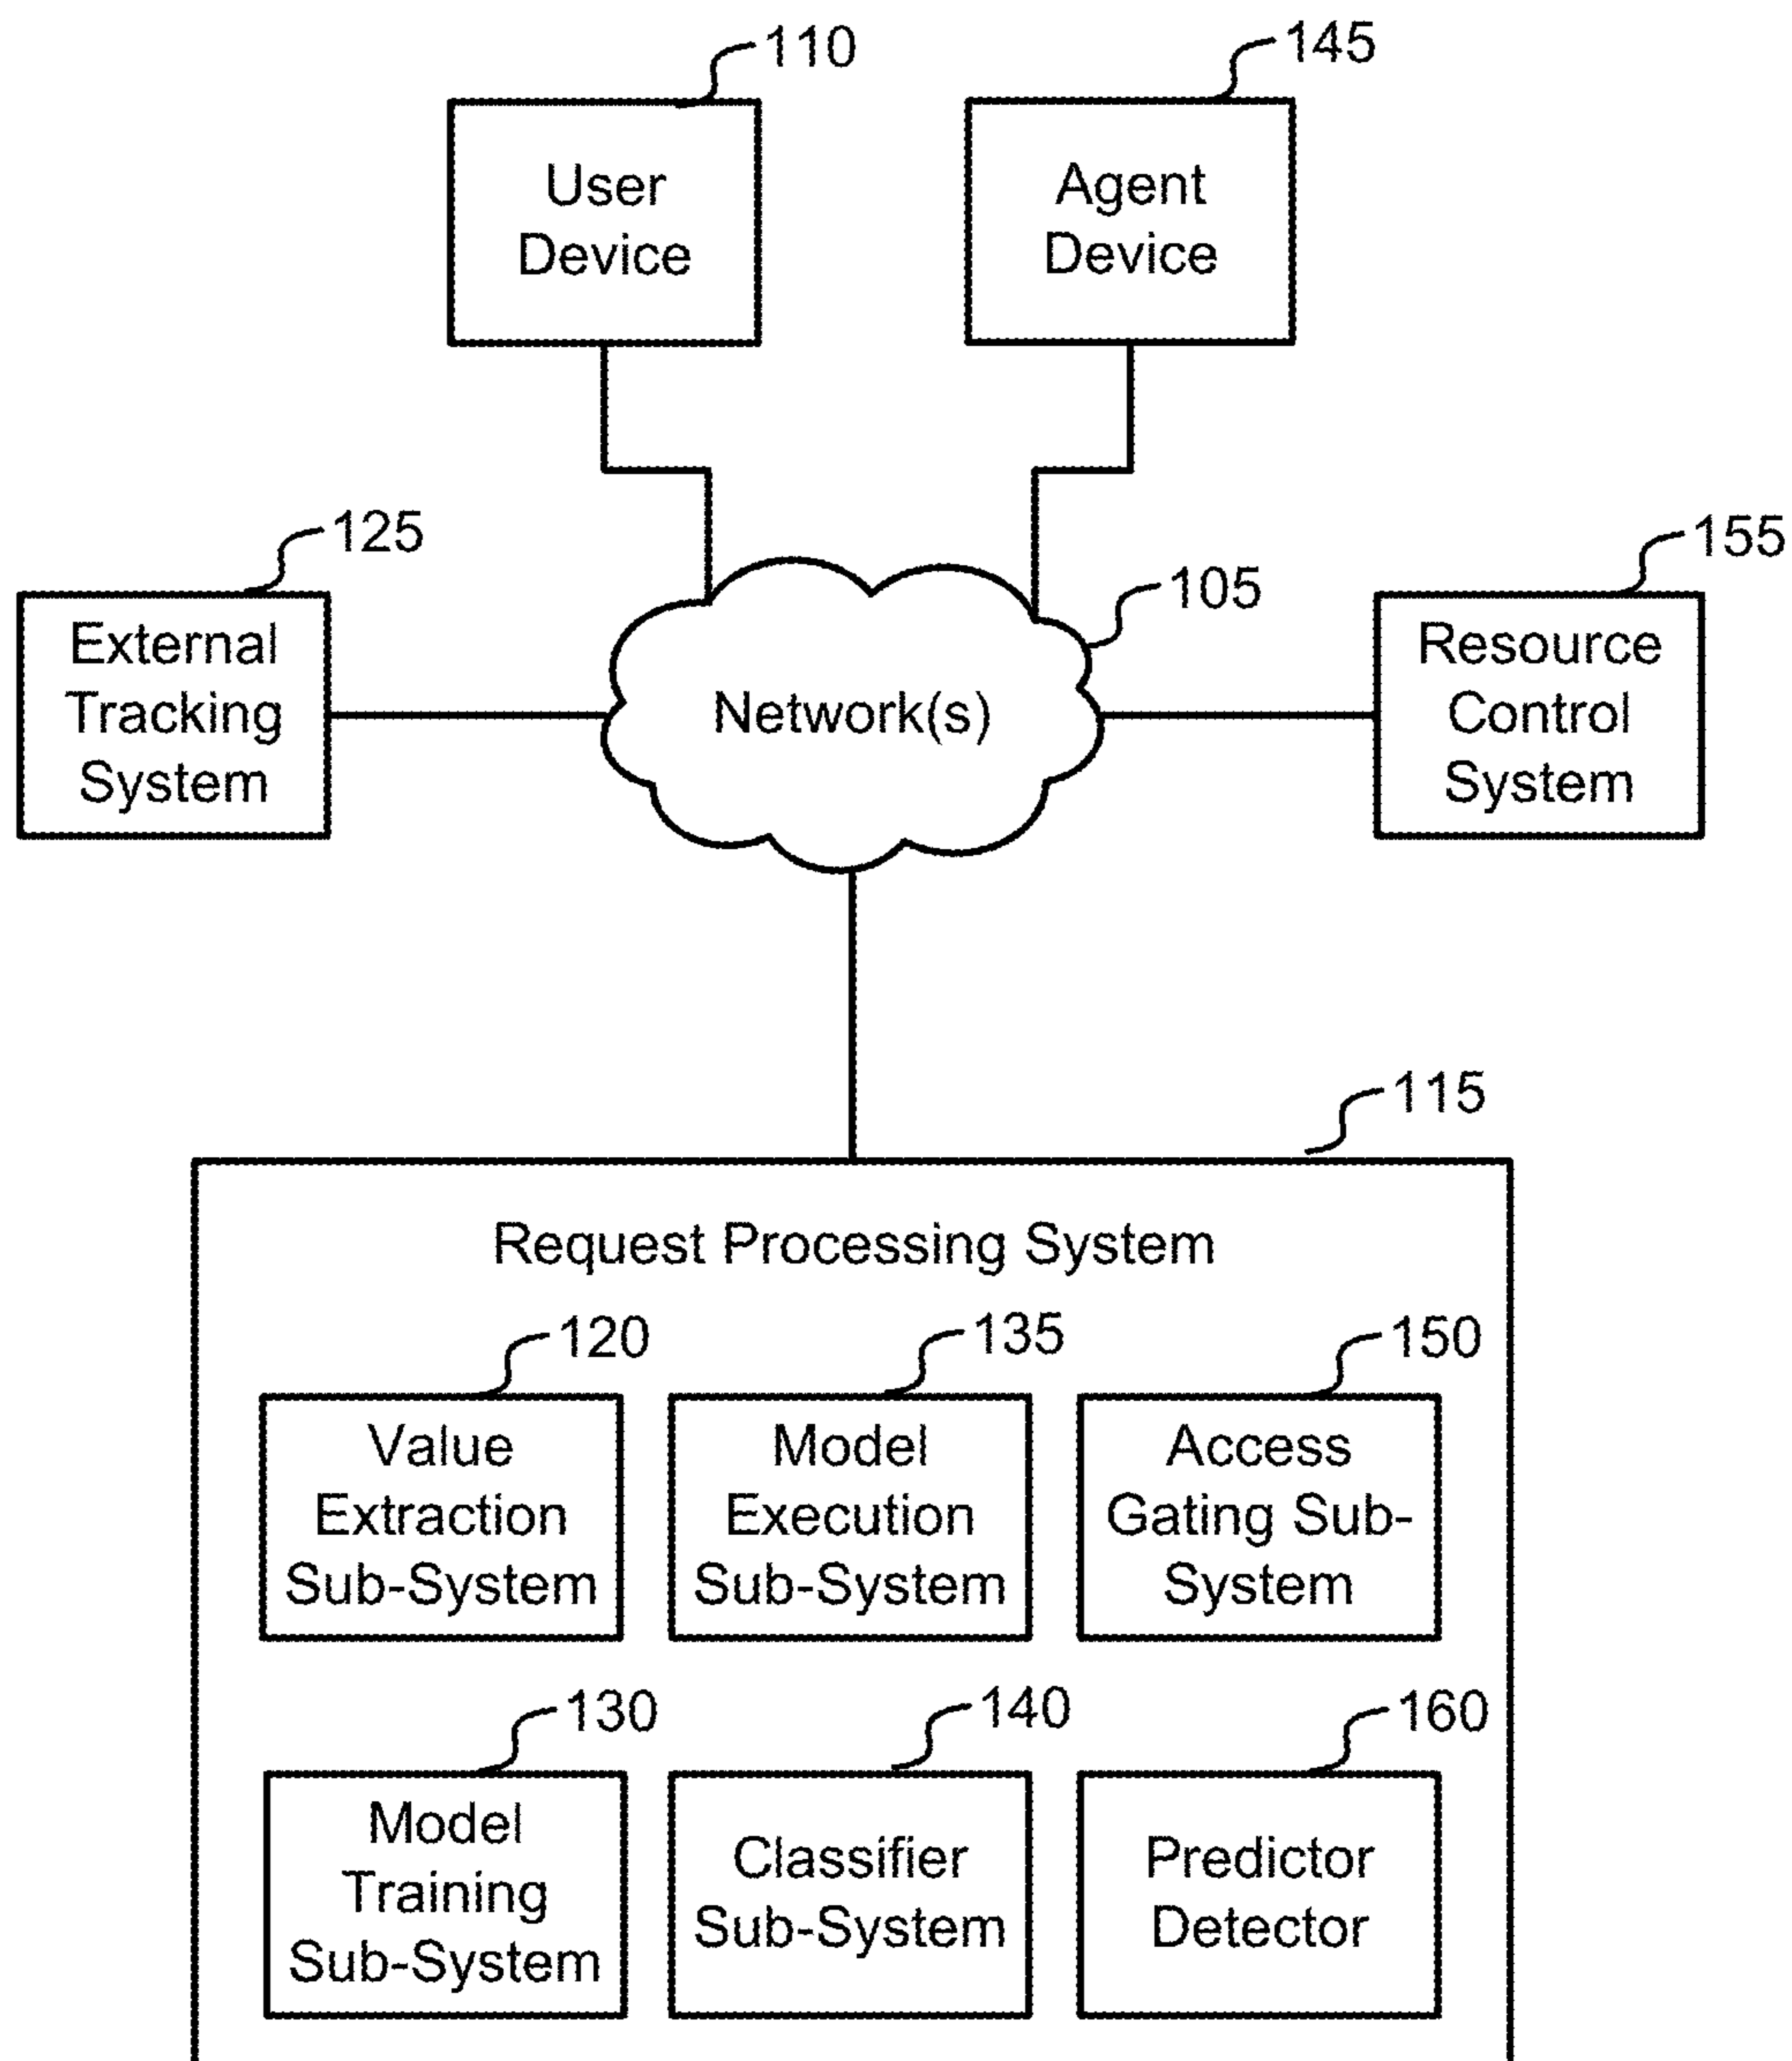 110
145
User
Device
Agent
Device
125
155
105
External
Tracking
System
Network(s)
Resource
Control
System
115
Request Processing System
120
135
150
Value
Extraction
Sub-System
Model
Execution
Sub-System
Access
Gating Sub-
System
130
140
160
Model
Training
Sub-System
Classifier
Sub-System
Predictor
Detector